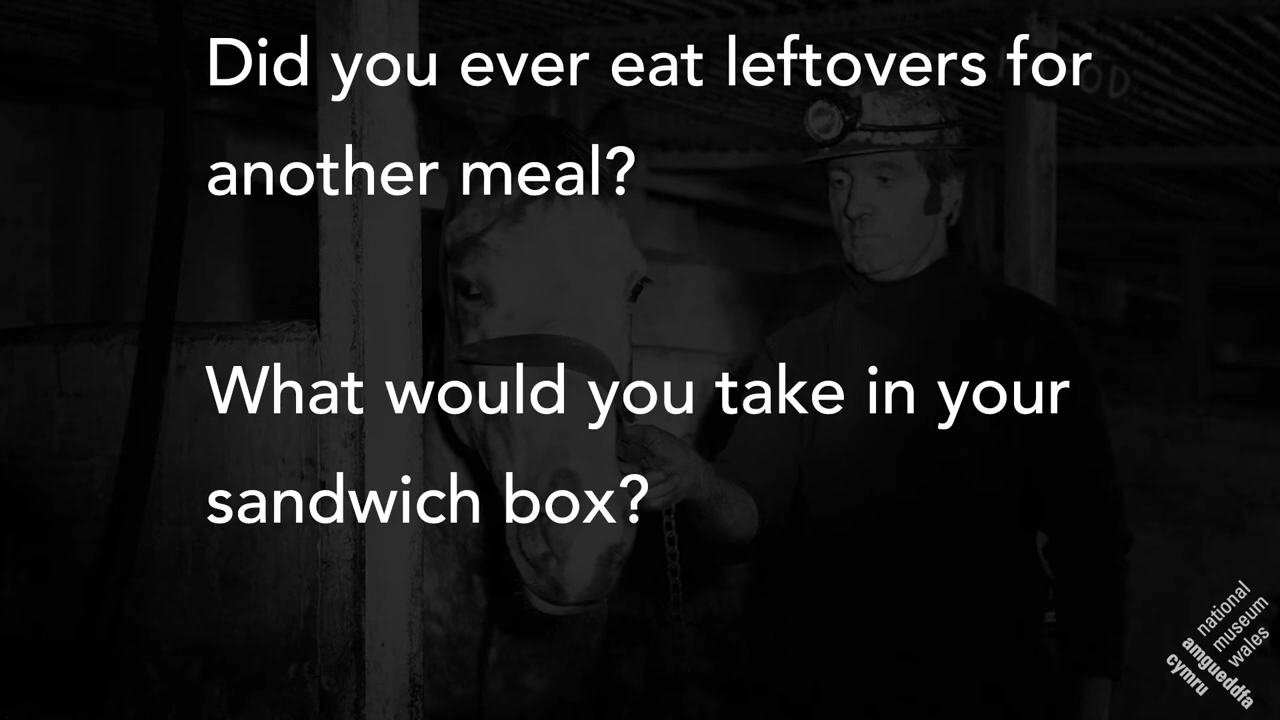 Did you ever eat leftovers for
another meal?
What would you take in your
sandwich box?
OD.
national
museum
wales
amgueddfa
cymru